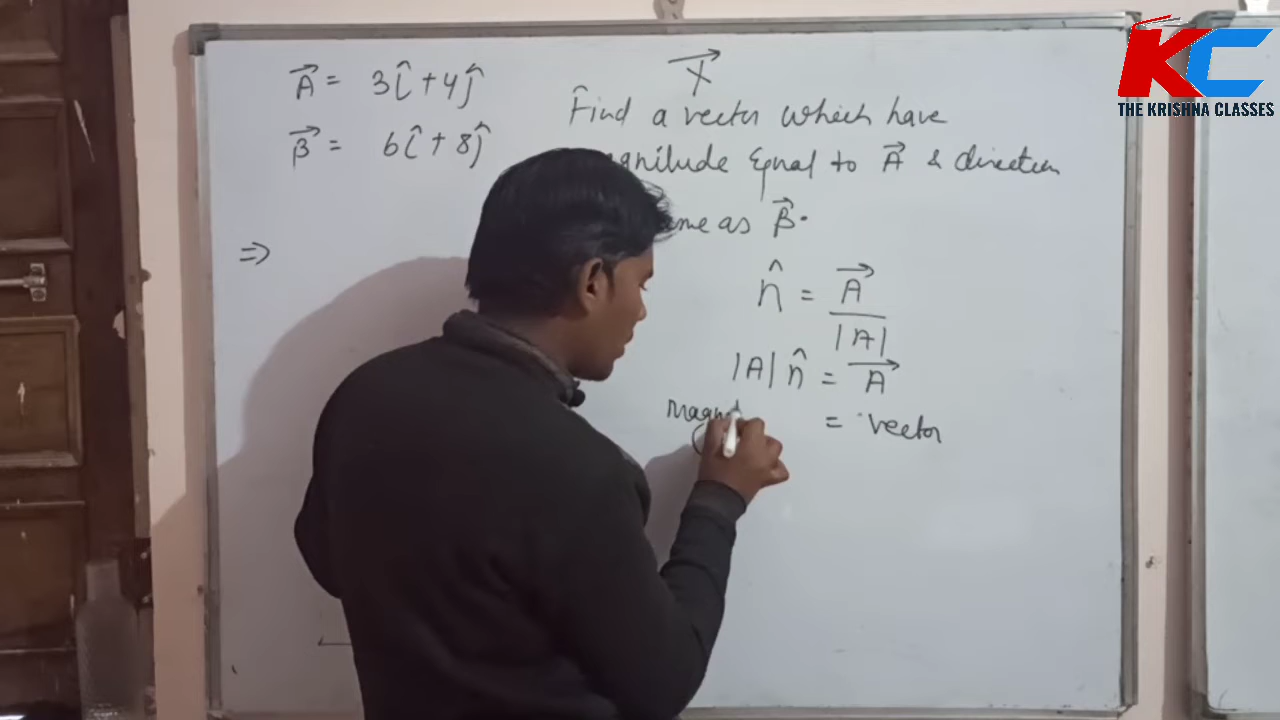 A⃗ = 3î + 4ĵ
B⃗ = 6î + 8ĵ
X⃗
Find a vector which have
magnitude Equal to A⃗ & direction
same as B⃗.
⇒
n̂ = A⃗ / |A|
|A| n̂ = A⃗
= vector
KC
THE KRISHNA CLASSES